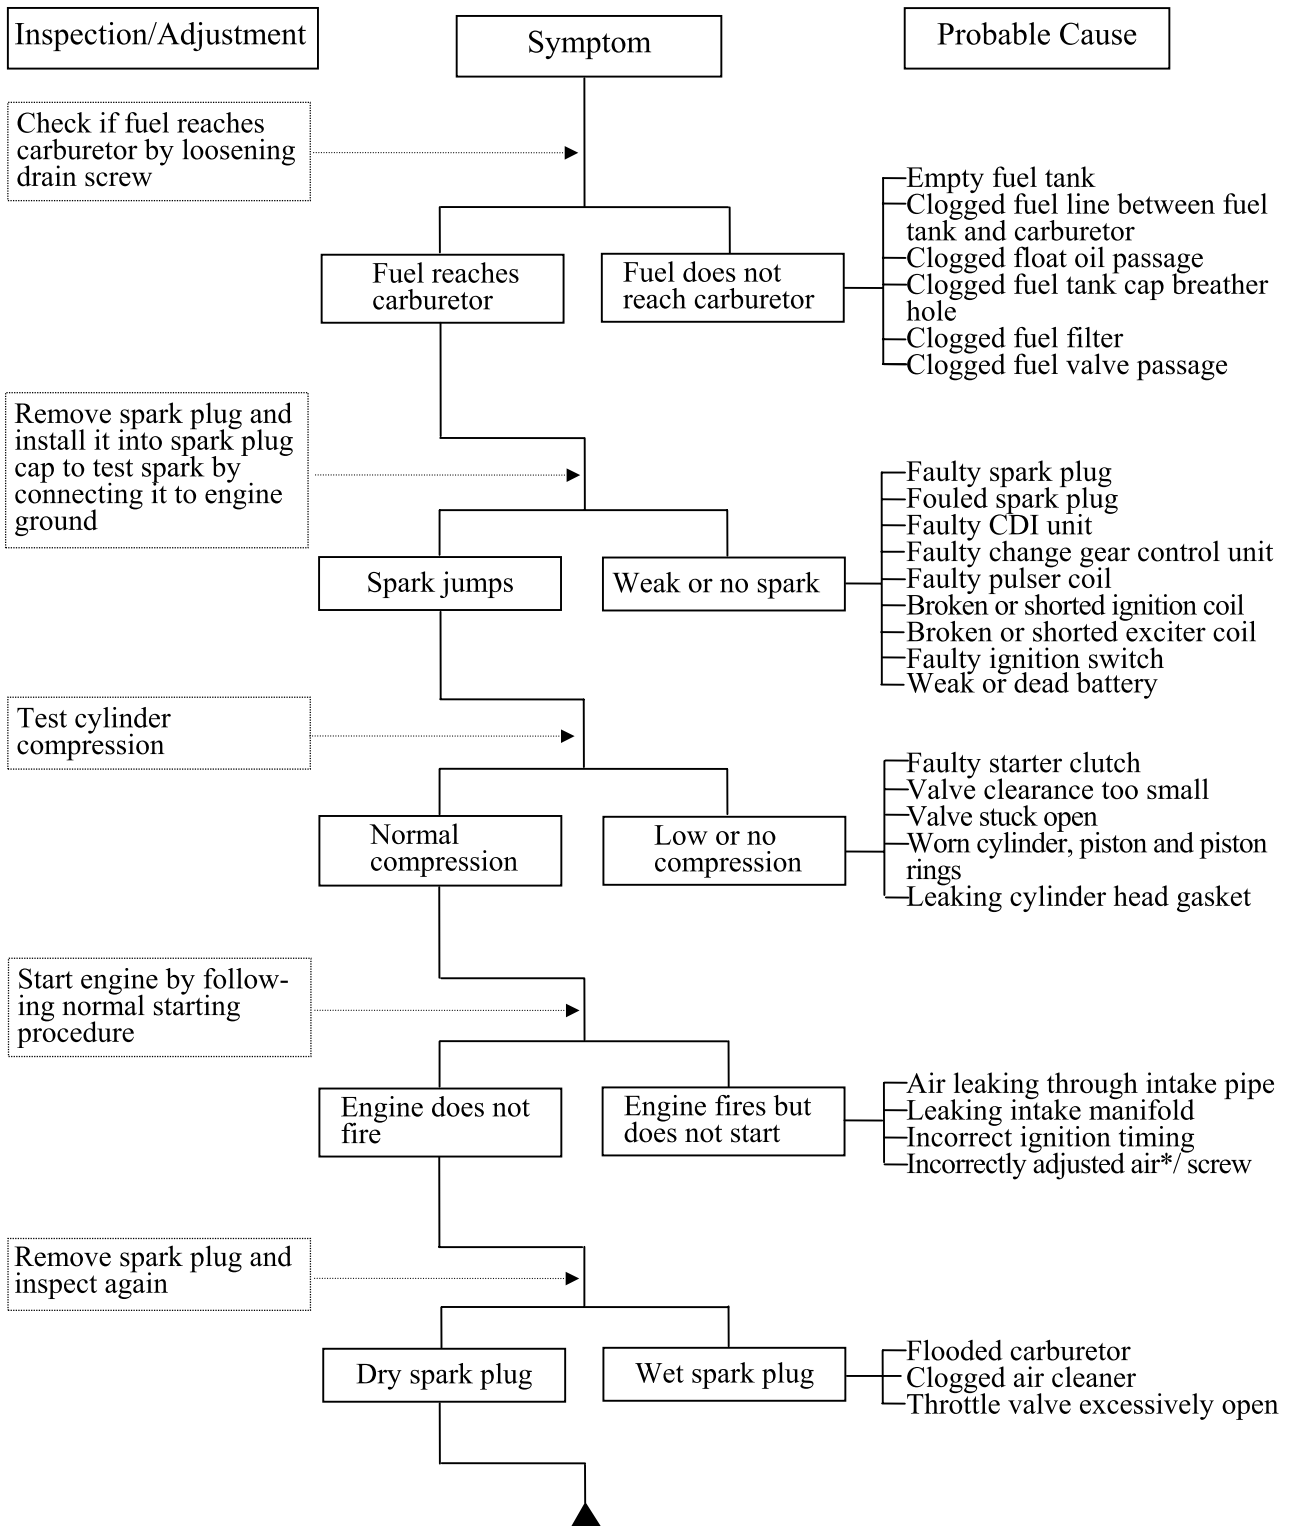 Inspection/Adjustment
Symptom
Probable Cause
Check if fuel reaches
carburetor by loosening
drain screw
Fuel reaches
carburetor
Fuel does not
reach carburetor
Empty fuel tank
Clogged fuel line between fuel
tank and carburetor
Clogged float oil passage
Clogged fuel tank cap breather
hole
Clogged fuel filter
Clogged fuel valve passage
Remove spark plug and
install it into spark plug
cap to test spark by
connecting it to engine
ground
Spark jumps
Weak or no spark
Faulty spark plug
Fouled spark plug
Faulty CDI unit
Faulty change gear control unit
Faulty pulser coil
Broken or shorted ignition coil
Broken or shorted exciter coil
Faulty ignition switch
Weak or dead battery
Test cylinder
compression
Normal
compression
Low or no
compression
Faulty starter clutch
Valve clearance too small
Valve stuck open
Worn cylinder, piston and piston
rings
Leaking cylinder head gasket
Start engine by follow-
ing normal starting
procedure
Engine does not
fire
Engine fires but
does not start
Air leaking through intake pipe
Leaking intake manifold
Incorrect ignition timing
Incorrectly adjusted air*/ screw
Remove spark plug and
inspect again
Dry spark plug
Wet spark plug
Flooded carburetor
Clogged air cleaner
Throttle valve excessively open